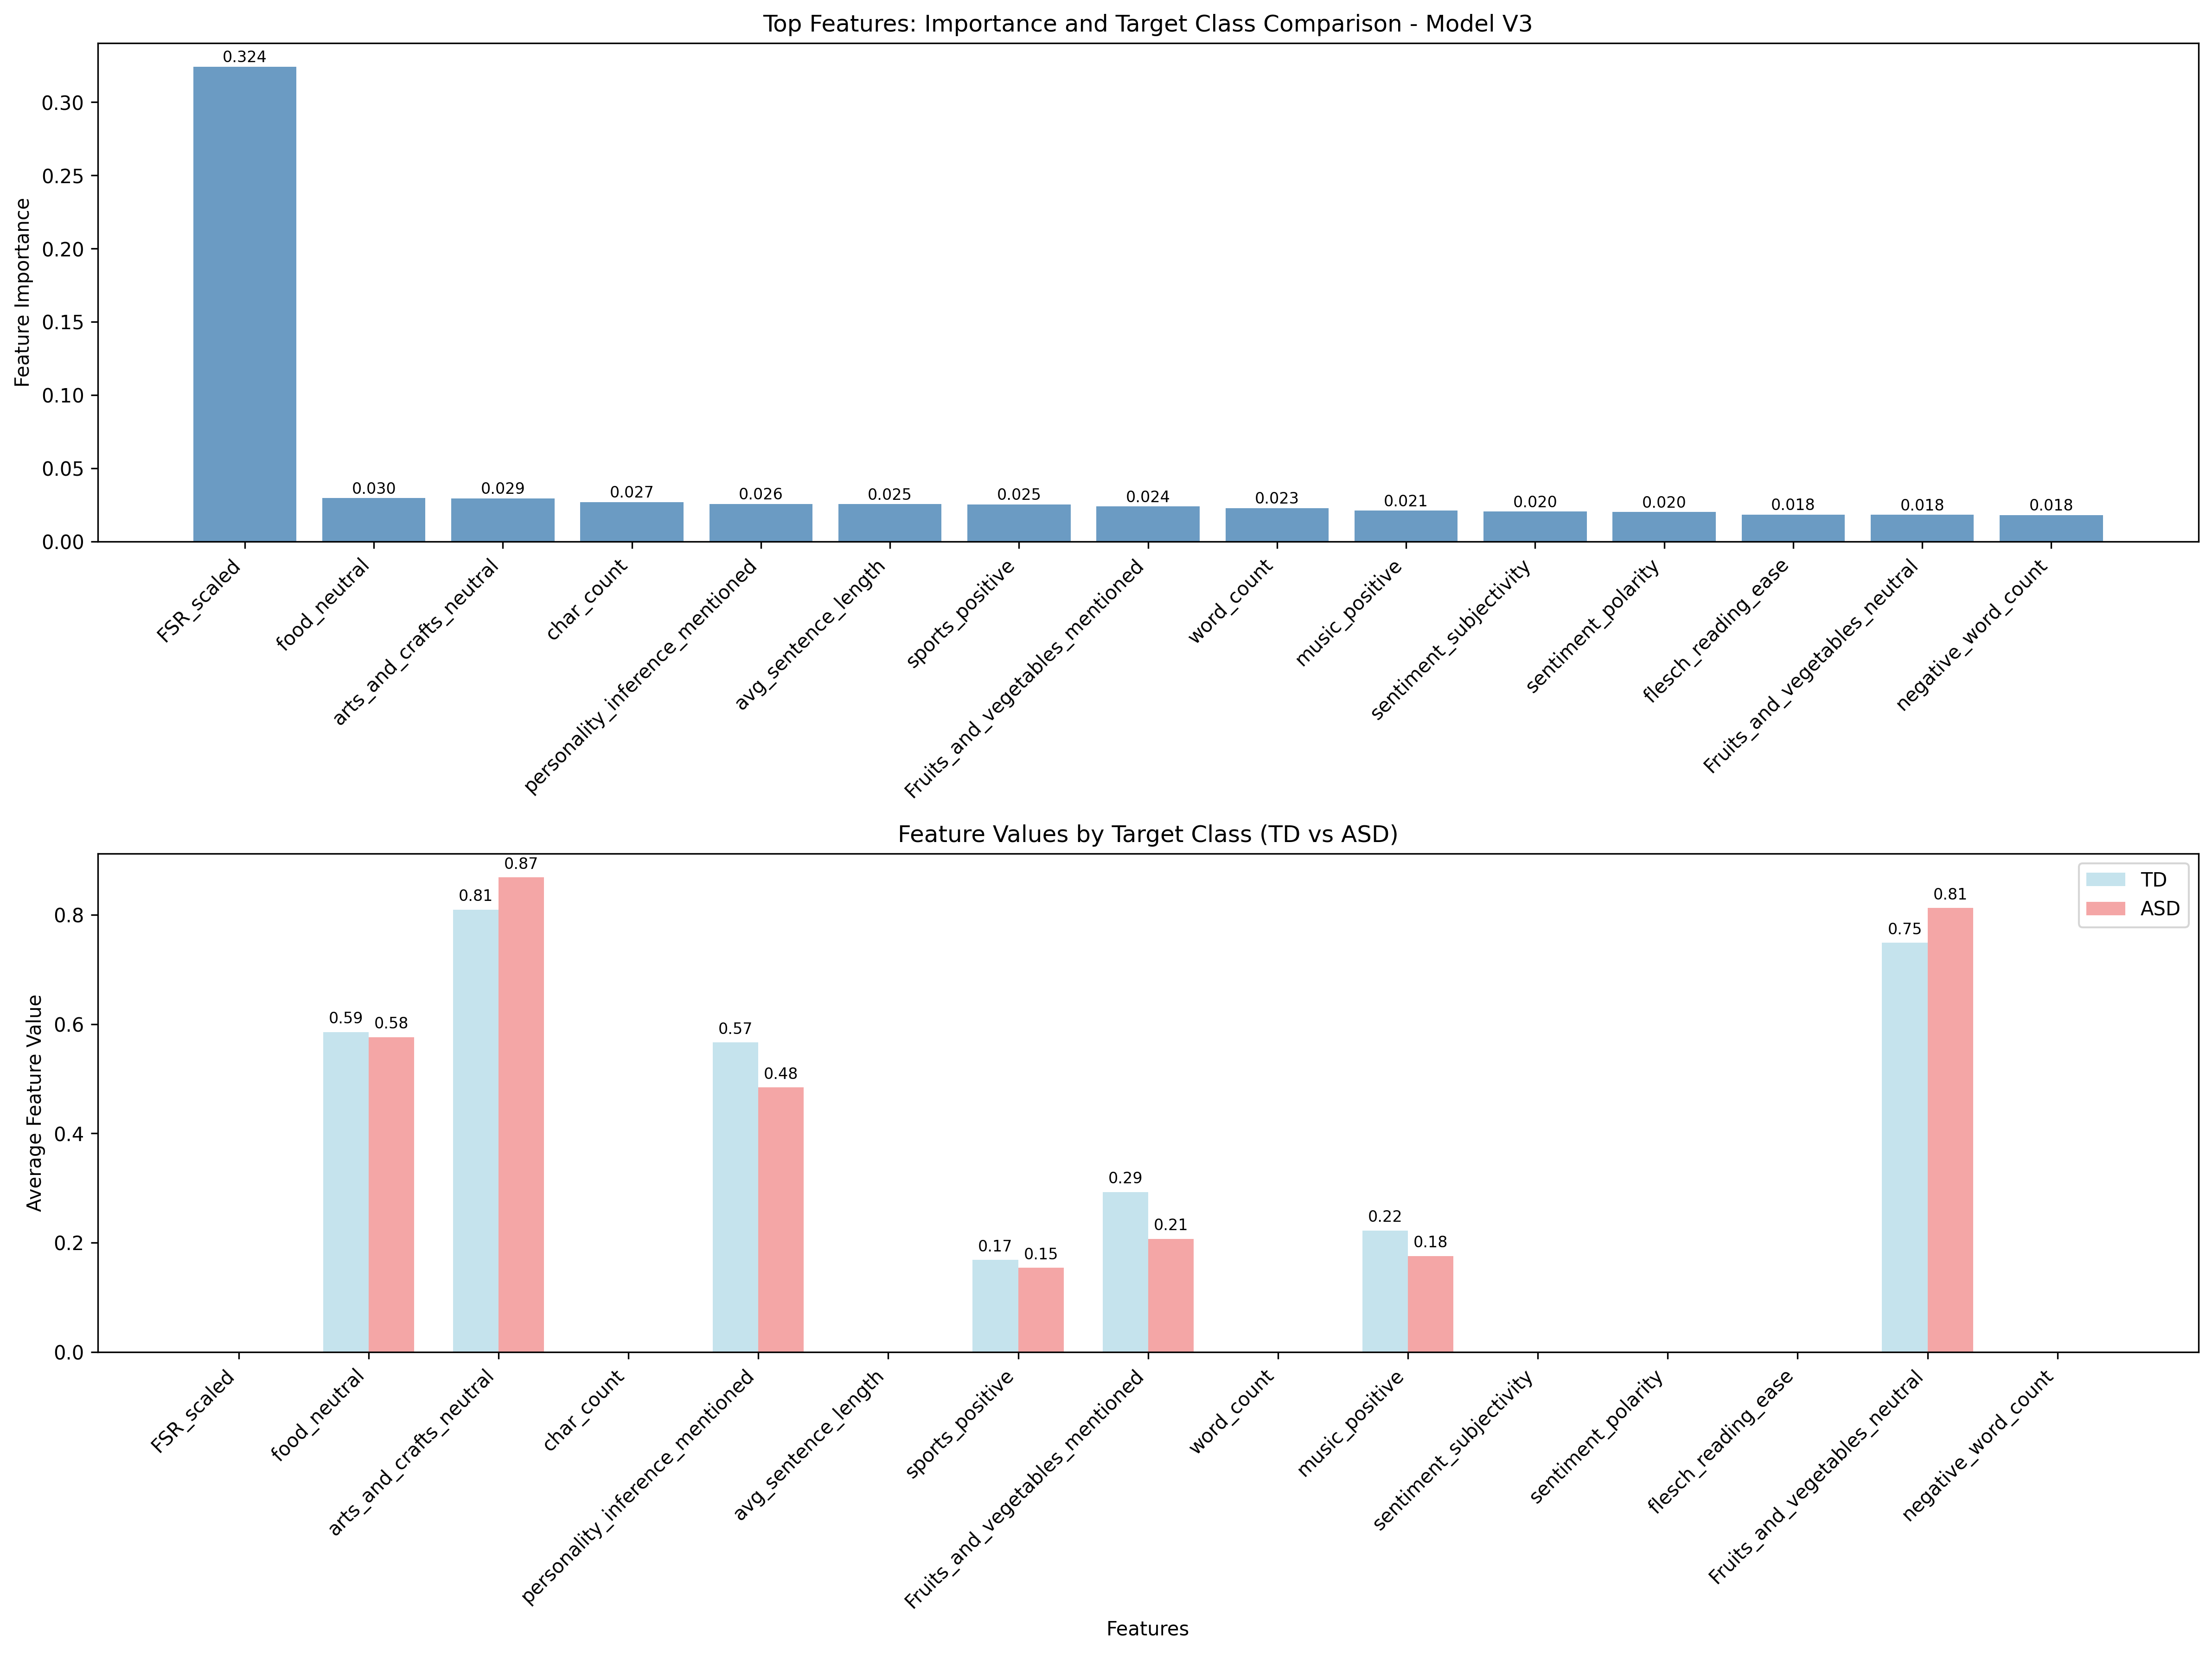 Top Features: Importance and Target Class Comparison - Model V3
Feature Importance
0.30
0.25
0.20
0.15
0.10
0.05
0.00
0.324
0.030
0.029
0.027
0.026
0.025
0.025
0.024
0.023
0.021
0.020
0.020
0.018
0.018
0.018
FSR_scaled
food_neutral
arts_and_crafts_neutral
char_count
personality_inference_mentioned
avg_sentence_length
sports_positive
Fruits_and_vegetables_mentioned
word_count
music_positive
sentiment_subjectivity
sentiment_polarity
flesch_reading_ease
Fruits_and_vegetables_neutral
negative_word_count
Feature Values by Target Class (TD vs ASD)
Average Feature Value
0.8
0.6
0.4
0.2
0.0
TD
ASD
0.59
0.58
0.81
0.87
0.57
0.48
0.17
0.15
0.29
0.21
0.22
0.18
0.75
0.81
FSR_scaled
food_neutral
arts_and_crafts_neutral
char_count
personality_inference_mentioned
avg_sentence_length
sports_positive
Fruits_and_vegetables_mentioned
word_count
music_positive
sentiment_subjectivity
sentiment_polarity
flesch_reading_ease
Fruits_and_vegetables_neutral
negative_word_count
Features